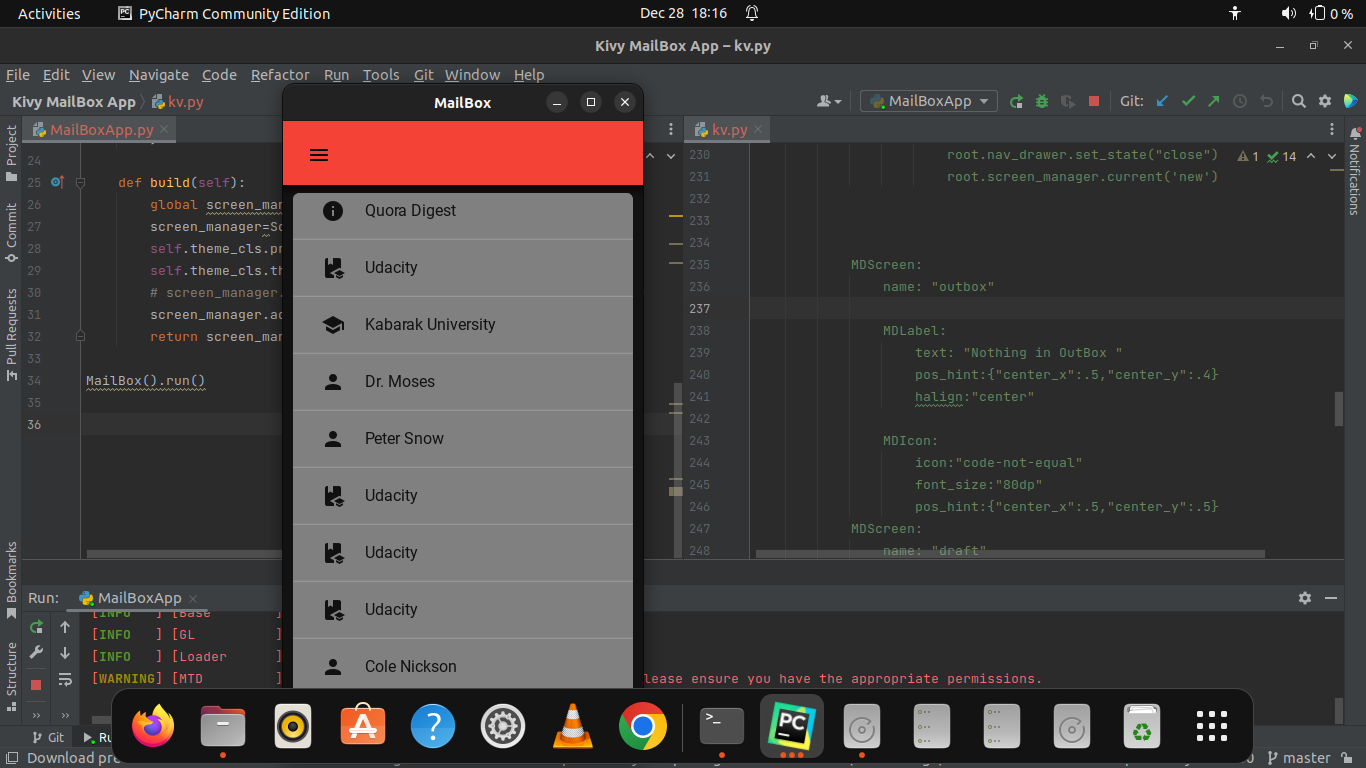 Activities PyCharm Community Edition Dec 28 18:16 0 %
Kivy MailBox App – kv.py
File Edit View Navigate Code Refactor Run Tools Git Window Help
Kivy MailBox App kv.py MailBoxApp Git:
MailBox
Project
Commit
Pull Requests
Bookmarks
Structure
Notifications
MailBoxApp.py
24
25 def build(self):
26 global screen_mar
27 screen_manager=Sc
28 self.theme_cls.pr
29 self.theme_cls.th
30 # screen_manager.
31 screen_manager.ad
32 return screen_mar
33
34 MailBox().run()
35
36
Quora Digest
Udacity
Kabarak University
Dr. Moses
Peter Snow
Udacity
Udacity
Udacity
Cole Nickson
kv.py
1 14
230 root.nav_drawer.set_state("close")
231 root.screen_manager.current('new')
232
233
234
235 MDScreen:
236 name: "outbox"
237
238 MDLabel:
239 text: "Nothing in OutBox "
240 pos_hint:{"center_x":.5,"center_y":.4}
241 halign:"center"
242
243 MDIcon:
244 icon:"code-not-equal"
245 font_size:"80dp"
246 pos_hint:{"center_x":.5,"center_y":.5}
247 MDScreen:
248 name: "draft"
Run: MailBoxApp
[INFO ] [Base ]
[INFO ] [GL ]
[INFO ] [Loader ]
[WARNING] [MTD ] lease ensure you have the appropriate permissions.
Git Ru
Download pre
master